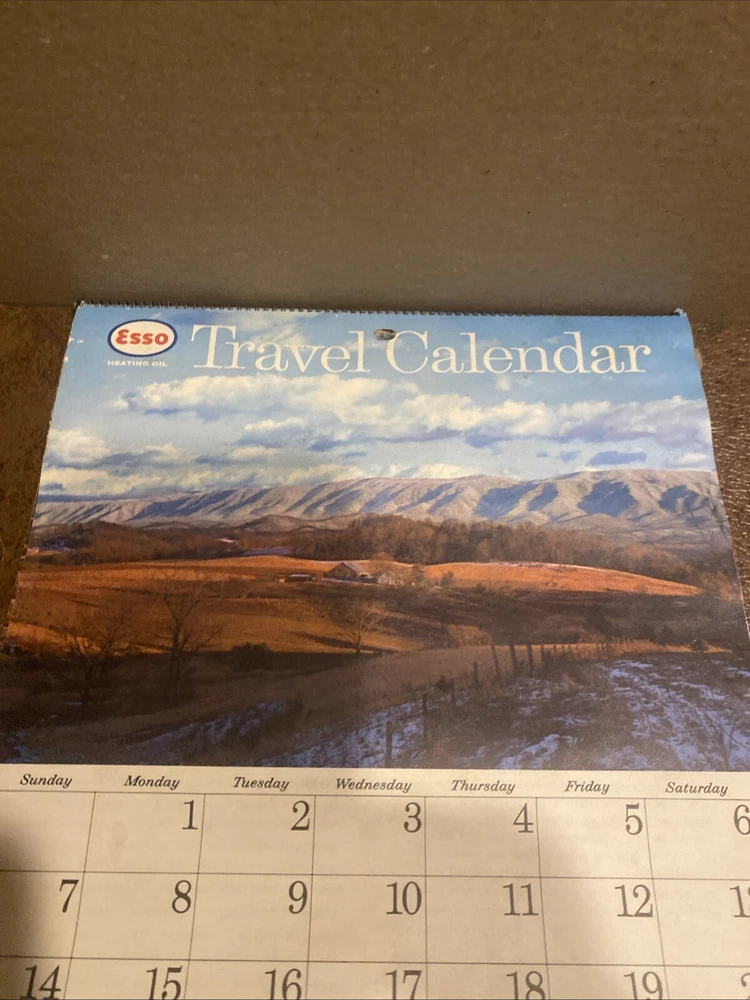 Esso
HEATING OIL
Travel Calendar
Sunday Monday Tuesday Wednesday Thursday Friday Saturday
1 2 3 4 5 6
7 8 9 10 11 12
14 15 16 17 18 19